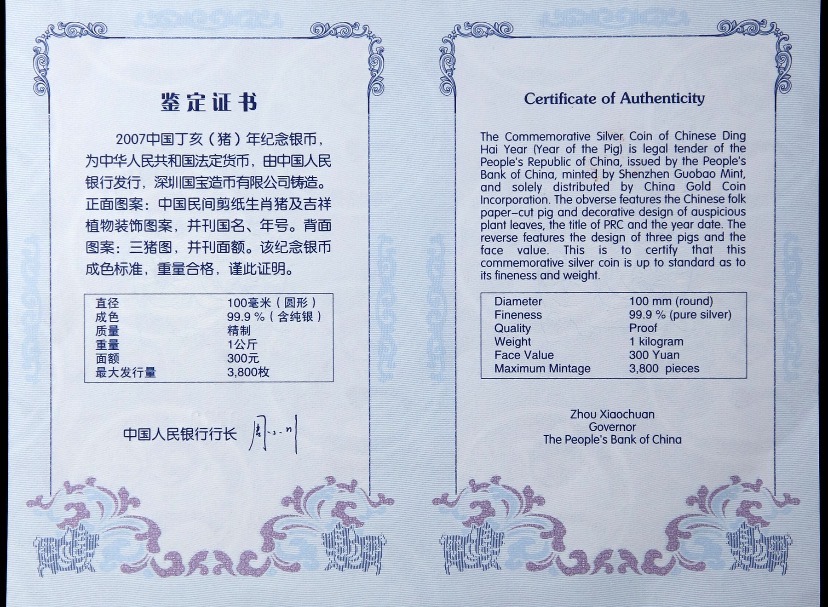 鉴定证书
2007中国丁亥（猪）年纪念银币，
为中华人民共和国法定货币，由中国人民
银行发行，深圳国宝造币有限公司铸造。
正面图案：中国民间剪纸生肖猪及吉祥
植物装饰图案，并刊国名、年号。背面
图案：三猪图，并刊面额。该纪念银币
成色标准，重量合格，谨此证明。
直径 100毫米（圆形）
成色 99.9％（含纯银）
质量 精制
重量 1公斤
面额 300元
最大发行量 3,800枚
中国人民银行行长 周小川
Certificate of Authenticity
The Commemorative Silver Coin of Chinese Ding
Hai Year (Year of the Pig) is legal tender of the
People's Republic of China, issued by the People's
Bank of China, minted by Shenzhen Guobao Mint,
and solely distributed by China Gold Coin
Incorporation. The obverse features the Chinese folk
paper-cut pig and decorative design of auspicious
plant leaves, the title of PRC and the year date. The
reverse features the design of three pigs and the
face value. This is to certify that this
commemorative silver coin is up to standard as to
its fineness and weight.
Diameter 100 mm (round)
Fineness 99.9 % (pure silver)
Quality Proof
Weight 1 kilogram
Face Value 300 Yuan
Maximum Mintage 3,800 pieces
Zhou Xiaochuan
Governor
The People's Bank of China